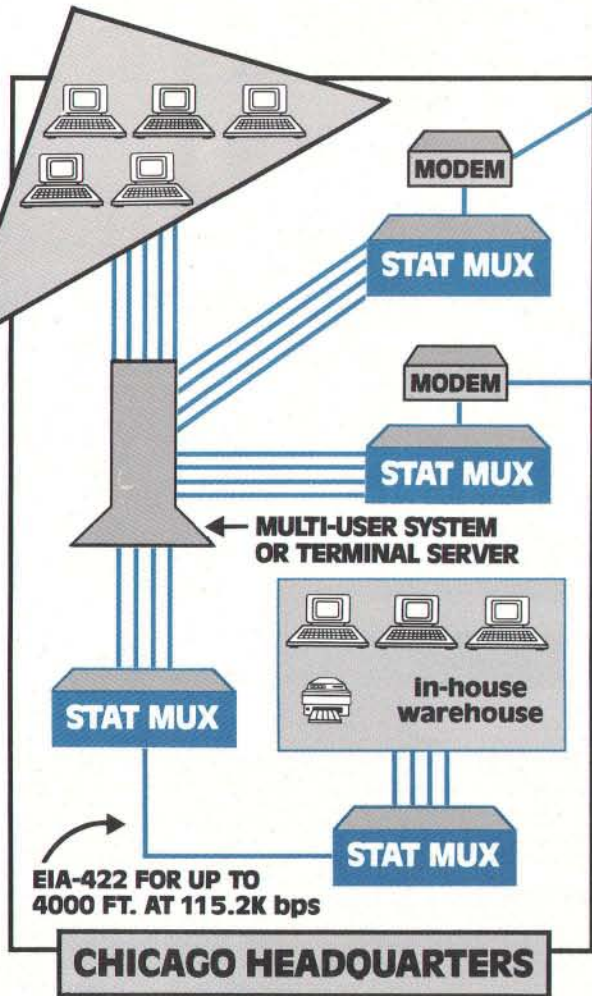 MODEM
STAT MUX
MODEM
STAT MUX
MULTI-USER SYSTEM
OR TERMINAL SERVER
in-house
warehouse
STAT MUX
STAT MUX
EIA-422 FOR UP TO
4000 FT. AT 115.2K bps
CHICAGO HEADQUARTERS